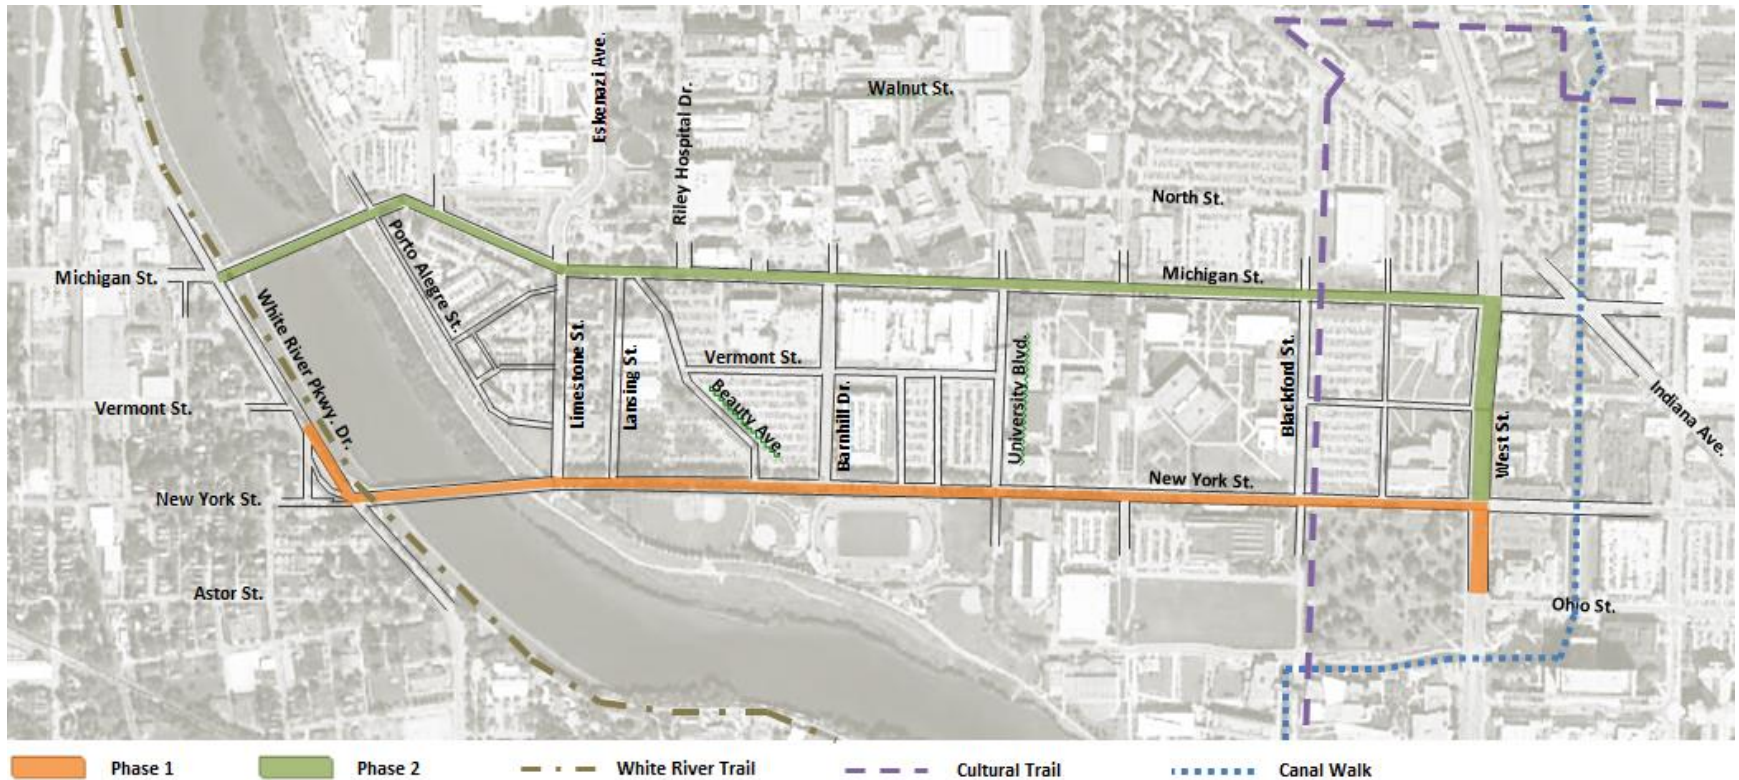 Eskenazi Ave.
Riley Hospital Dr.
Walnut St.
North St.
Porto Alegre St.
Michigan St.
Michigan St.
White River Pkwy. Dr.
Limestone St.
Lansing St.
Vermont St.
Beauty Ave.
Barnhill Dr.
University Blvd.
Blackford St.
West St.
Indiana Ave.
Vermont St.
New York St.
New York St.
Astor St.
Ohio St.
Phase 1
Phase 2
White River Trail
Cultural Trail
Canal Walk